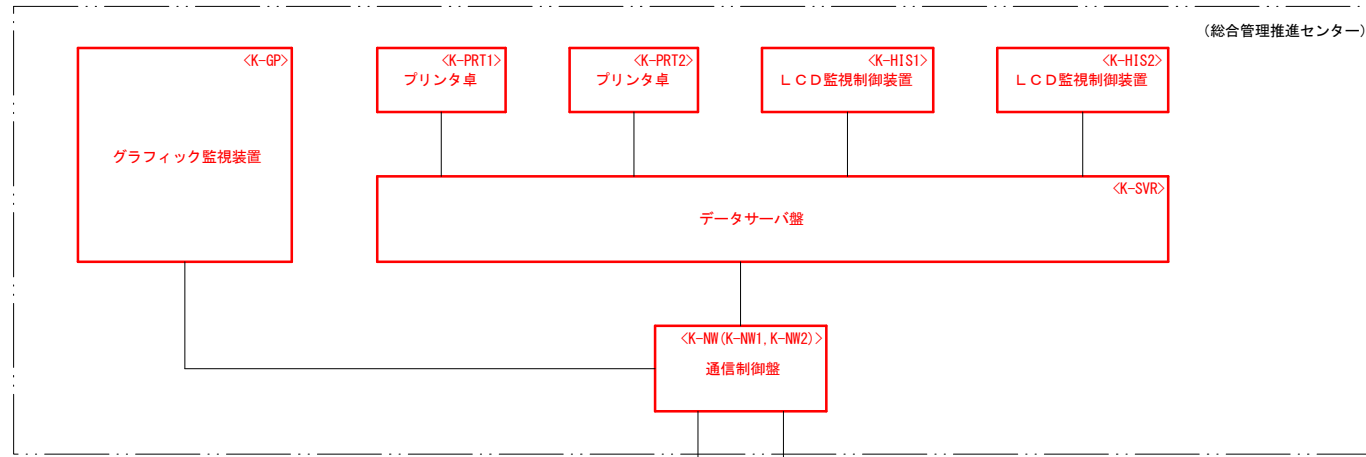 (総合管理推進センター)
<K-GP>
グラフィック監視装置
<K-PRT1>
プリンタ卓
<K-PRT2>
プリンタ卓
<K-HIS1>
ＬＣＤ監視制御装置
<K-HIS2>
ＬＣＤ監視制御装置
<K-SVR>
データサーバ盤
<K-NW(K-NW1,K-NW2)>
通信制御盤